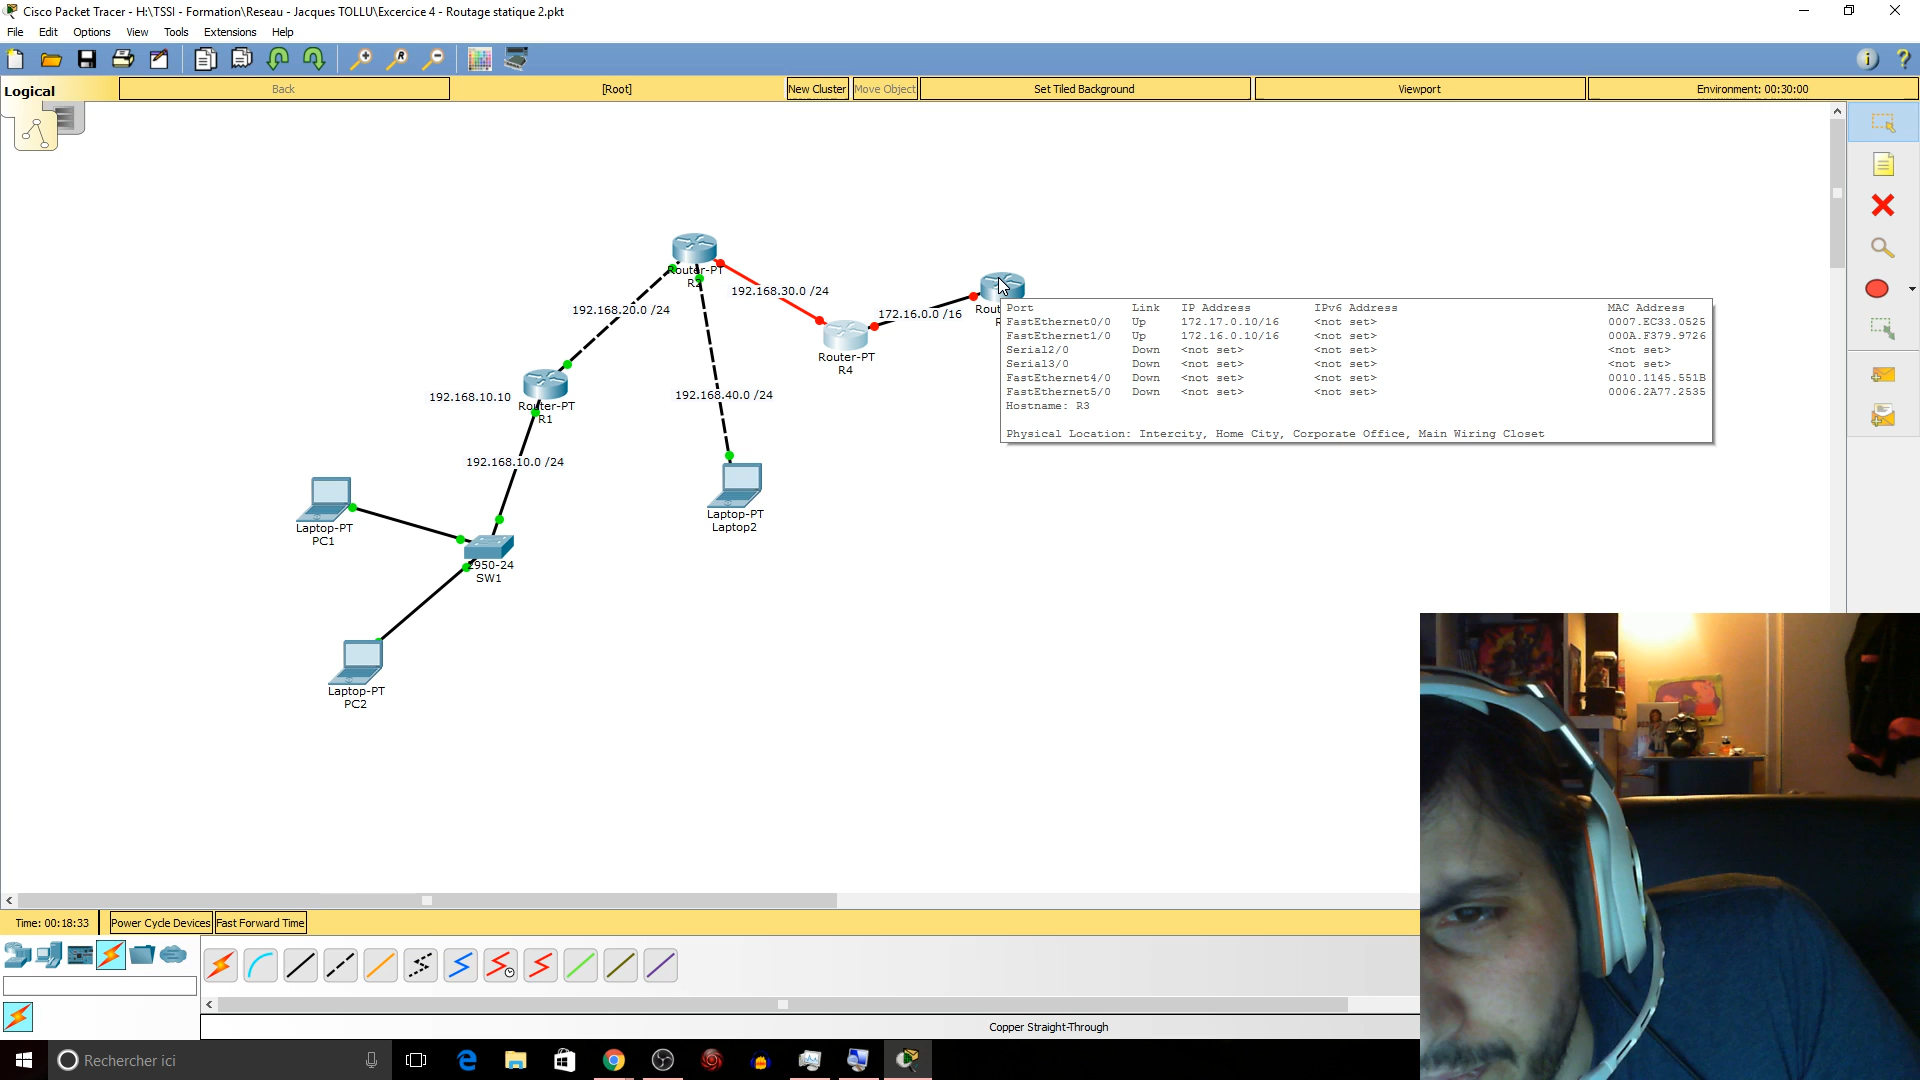 Cisco Packet Tracer - H:\TSSI - Formation\Reseau - Jacques TOLLU\Excercice 4 - Routage statique 2.pkt
File Edit Options View Tools Extensions Help
Logical
Back
[Root]
New Cluster
Move Object
Set Tiled Background
Viewport
Environment: 00:30:00
Router-PT
R2
192.168.30.0 /24
192.168.20.0 /24
172.16.0.0 /16
Router-PT
R4
192.168.10.10
Router-PT
R1
192.168.40.0 /24
192.168.10.0 /24
Laptop-PT
PC1
Laptop-PT
Laptop2
2950-24
SW1
Laptop-PT
PC2
Port Link IP Address IPv6 Address MAC Address
FastEthernet0/0 Up 172.17.0.10/16 <not set> 0007.EC33.0525
FastEthernet1/0 Up 172.16.0.10/16 <not set> 000A.F379.9726
Serial2/0 Down <not set> <not set> <not set>
Serial3/0 Down <not set> <not set> <not set>
FastEthernet4/0 Down <not set> <not set> 0010.1145.551B
FastEthernet5/0 Down <not set> <not set> 0006.2A77.2535
Hostname: R3
Physical Location: Intercity, Home City, Corporate Office, Main Wiring Closet
Time: 00:18:33
Power Cycle Devices
Fast Forward Time
Copper Straight-Through
Rechercher ici